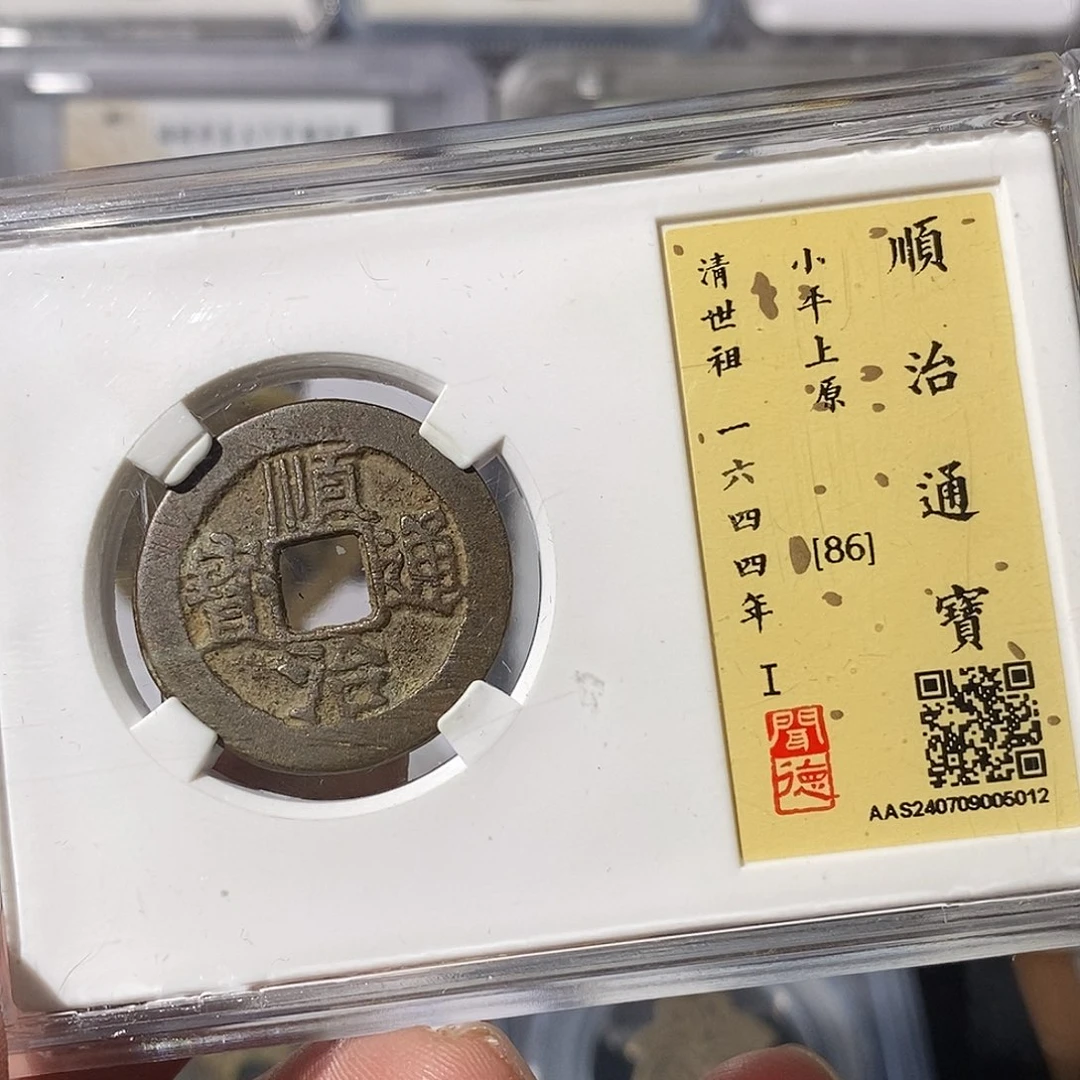 順治通寶
小平上原
[86]
清世祖 一六四四年 I
聞德
AAS240709005012
順治通寶